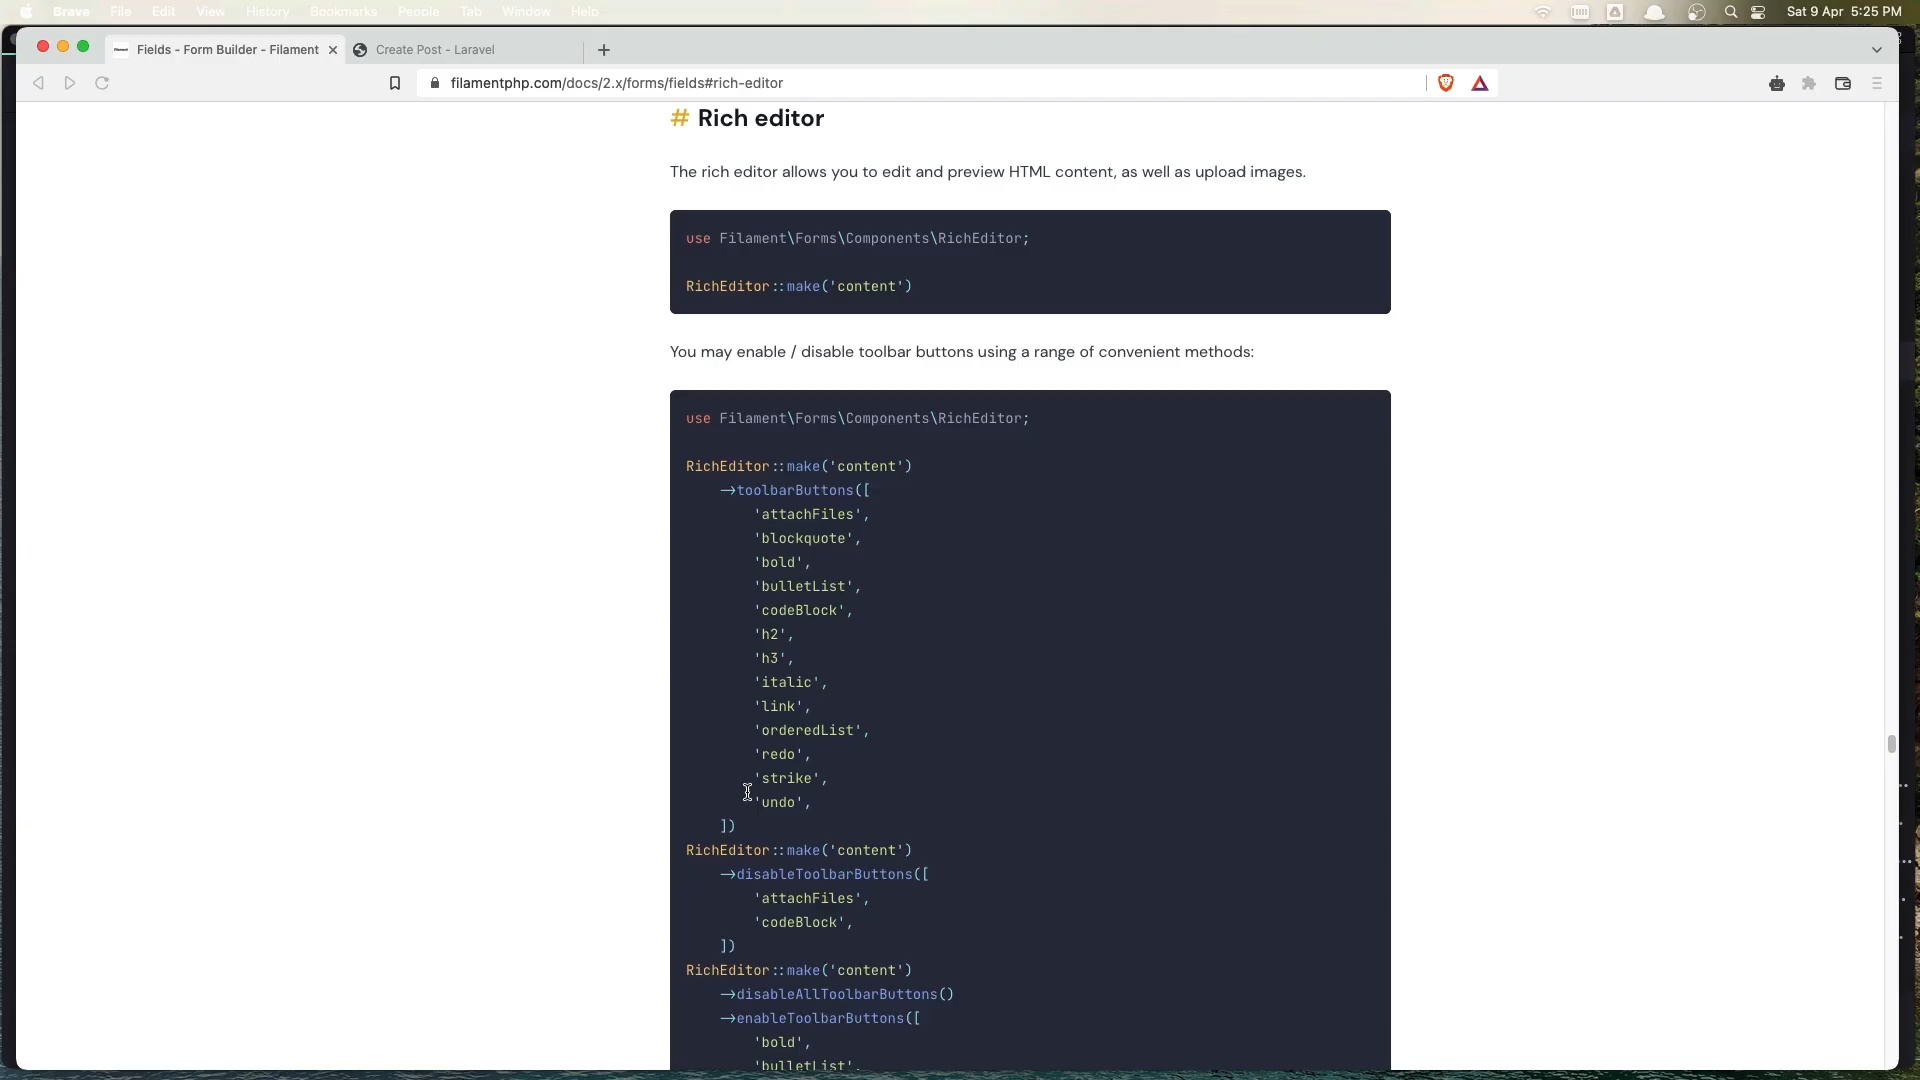 Brave File Edit View History Bookmarks People Tab Window Help
Sat 9 Apr 5:25 PM
Fields - Form Builder - Filament
Create Post - Laravel
filamentphp.com/docs/2.x/forms/fields#rich-editor
# Rich editor
The rich editor allows you to edit and preview HTML content, as well as upload images.
use Filament\Forms\Components\RichEditor;
RichEditor::make('content')
You may enable / disable toolbar buttons using a range of convenient methods:
use Filament\Forms\Components\RichEditor;
RichEditor::make('content')
->toolbarButtons([
'attachFiles',
'blockquote',
'bold',
'bulletList',
'codeBlock',
'h2',
'h3',
'italic',
'link',
'orderedList',
'redo',
'strike',
'undo',
])
RichEditor::make('content')
->disableToolbarButtons([
'attachFiles',
'codeBlock',
])
RichEditor::make('content')
->disableAllToolbarButtons()
->enableToolbarButtons([
'bold',
'bulletList',